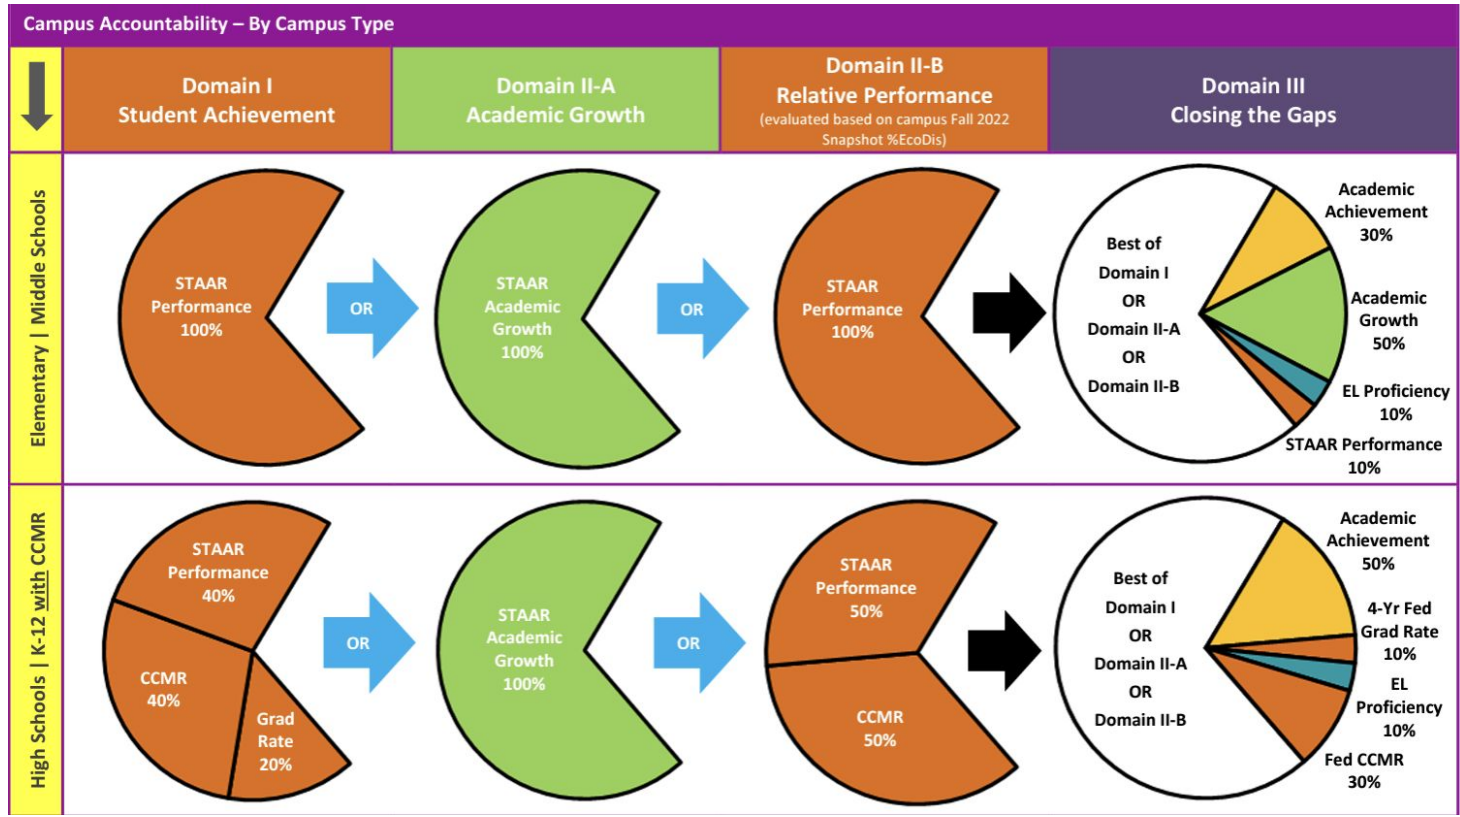 Campus Accountability – By Campus Type
Domain I
Student Achievement
Domain II-A
Academic Growth
Domain II-B
Relative Performance
(evaluated based on campus Fall 2022
Snapshot %EcoDis)
Domain III
Closing the Gaps
Elementary | Middle Schools
STAAR
Performance
100%
OR
STAAR
Academic
Growth
100%
OR
STAAR
Performance
100%
Best of
Domain I
OR
Domain II-A
OR
Domain II-B
Academic
Achievement
30%
Academic
Growth
50%
EL Proficiency
10%
STAAR Performance
10%
High Schools | K-12 with CCMR
STAAR
Performance
40%
CCMR
40%
Grad
Rate
20%
OR
STAAR
Academic
Growth
100%
OR
STAAR
Performance
50%
CCMR
50%
Best of
Domain I
OR
Domain II-A
OR
Domain II-B
Academic
Achievement
50%
4-Yr Fed
Grad Rate
10%
EL
Proficiency
10%
Fed CCMR
30%